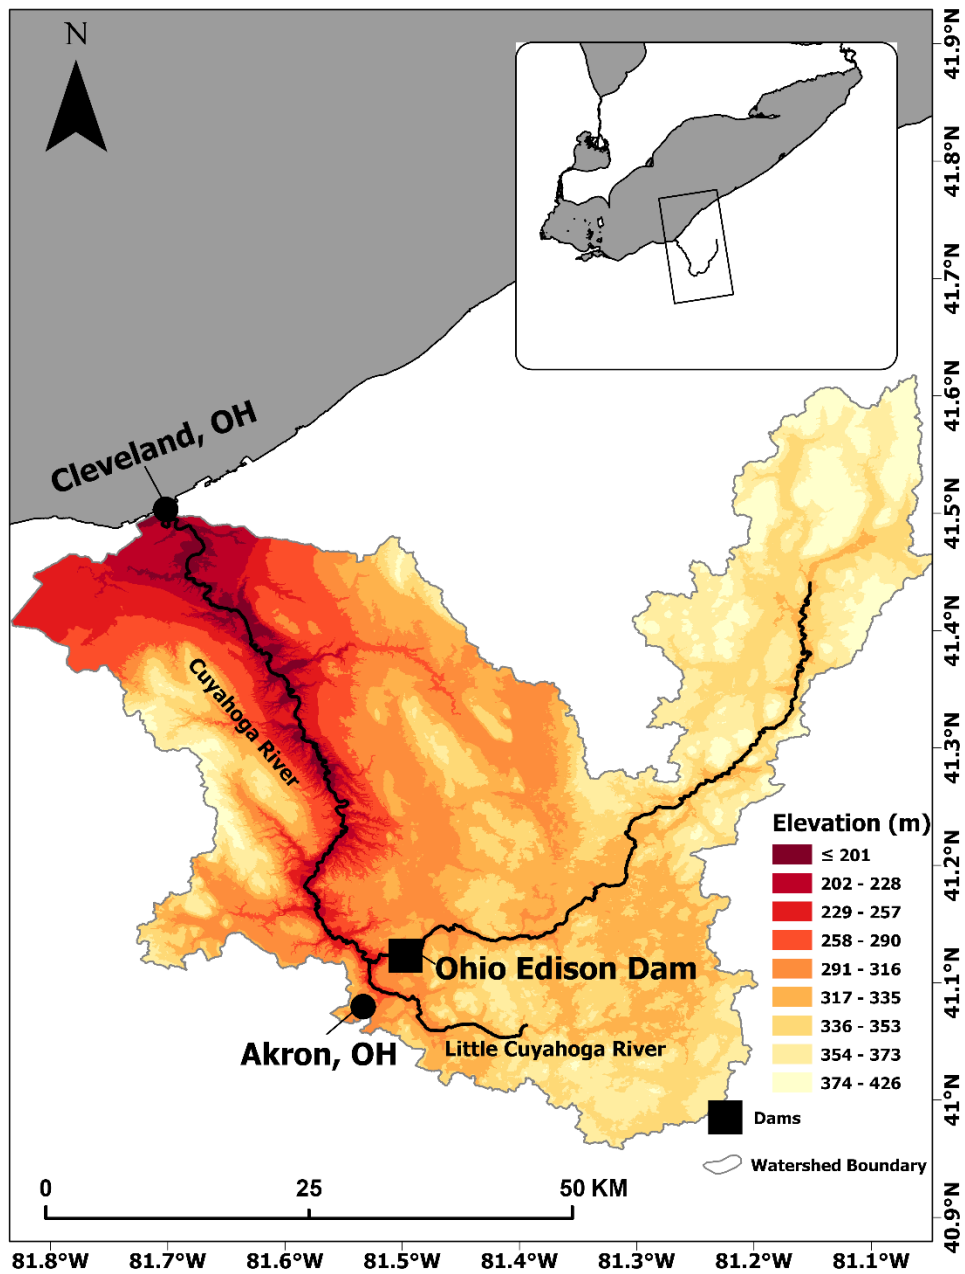 N
41.9°N
41.8°N
41.7°N
41.6°N
41.5°N
41.4°N
41.3°N
41.2°N
41.1°N
41°N
40.9°N
Cleveland, OH
Cuyahoga River
Ohio Edison Dam
Akron, OH
Little Cuyahoga River
Elevation (m)
≤ 201
202 - 228
229 - 257
258 - 290
291 - 316
317 - 335
336 - 353
354 - 373
374 - 426
Dams
Watershed Boundary
0 25 50 KM
81.8°W 81.7°W 81.6°W 81.5°W 81.4°W 81.3°W 81.2°W 81.1°W